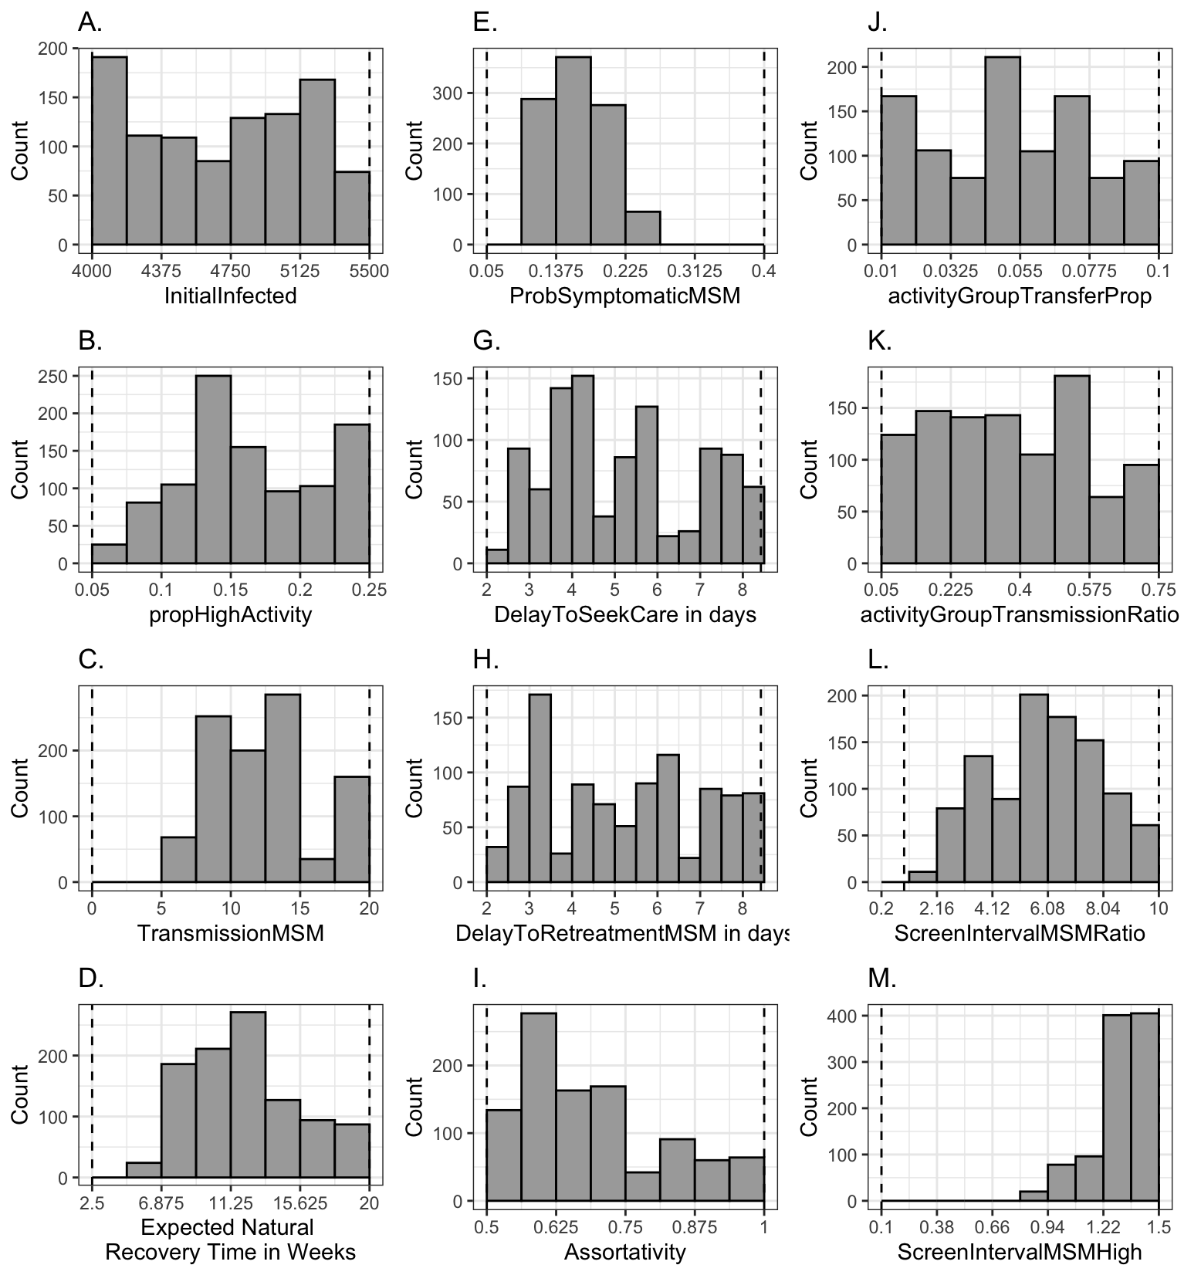 A.
200
150
100
50
0
Count
4000 4375 4750 5125 5500
InitialInfected
E.
300
200
100
0
Count
0.05 0.1375 0.225 0.3125 0.4
ProbSymptomaticMSM
J.
200
150
100
50
0
Count
0.01 0.0325 0.055 0.0775 0.1
activityGroupTransferProp
B.
250
200
150
100
50
0
Count
0.05 0.1 0.15 0.2 0.25
propHighActivity
G.
150
100
50
0
Count
2 3 4 5 6 7 8
DelayToSeekCare in days
K.
150
100
50
0
Count
0.05 0.225 0.4 0.575 0.75
activityGroupTransmissionRatio
C.
200
100
0
Count
0 5 10 15 20
TransmissionMSM
H.
150
100
50
0
Count
2 3 4 5 6 7 8
DelayToRetreatmentMSM in days
L.
200
150
100
50
0
Count
0.2 2.16 4.12 6.08 8.04 10
ScreenIntervalMSMRatio
D.
200
100
0
Count
2.5 6.875 11.25 15.625 20
Expected Natural
Recovery Time in Weeks
I.
200
100
0
Count
0.5 0.625 0.75 0.875 1
Assortativity
M.
400
300
200
100
0
Count
0.1 0.38 0.66 0.94 1.22 1.5
ScreenIntervalMSMHigh